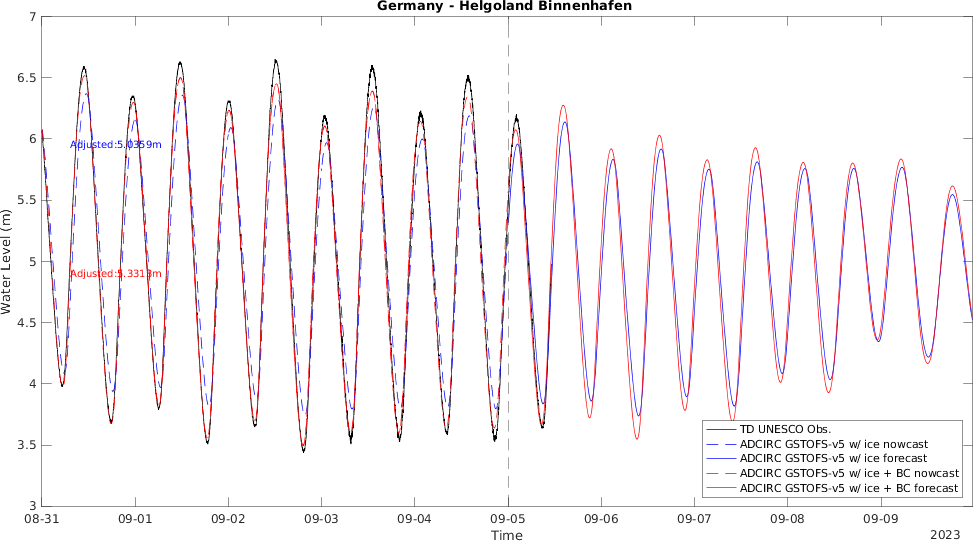 Germany - Helgoland Binnenhafen
7
6.5
6
5.5
5
4.5
4
3.5
3
Water Level (m)
Adjusted:5.0359m
Adjusted:5.3313m
TD UNESCO Obs.
ADCIRC GSTOFS-v5 w/ ice nowcast
ADCIRC GSTOFS-v5 w/ ice forecast
ADCIRC GSTOFS-v5 w/ ice + BC nowcast
ADCIRC GSTOFS-v5 w/ ice + BC forecast
08-31 09-01 09-02 09-03 09-04 09-05 09-06 09-07 09-08 09-09
Time
2023